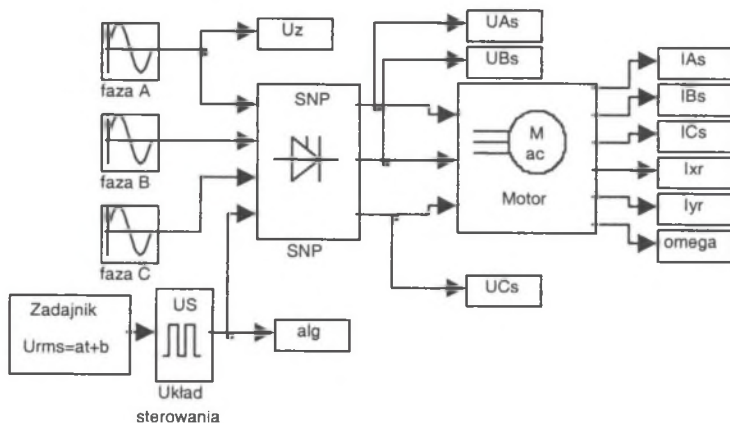 Uz
faza A
faza B
faza C
Zadajnik
Urms=at+b
US
Układ
sterowania
alg
SNP
SNP
UAs
UBs
UCs
M
ac
Motor
IAs
IBs
ICs
Ixr
Iyr
omega